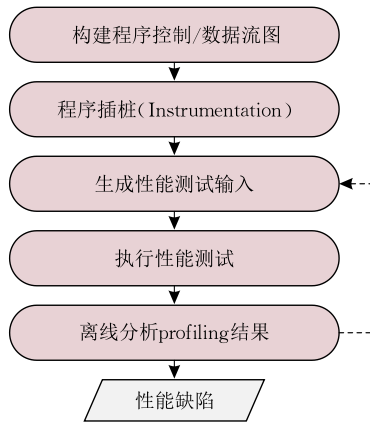 构建程序控制/数据流图
程序插桩(Instrumentation)
生成性能测试输入
执行性能测试
离线分析profiling结果
性能缺陷